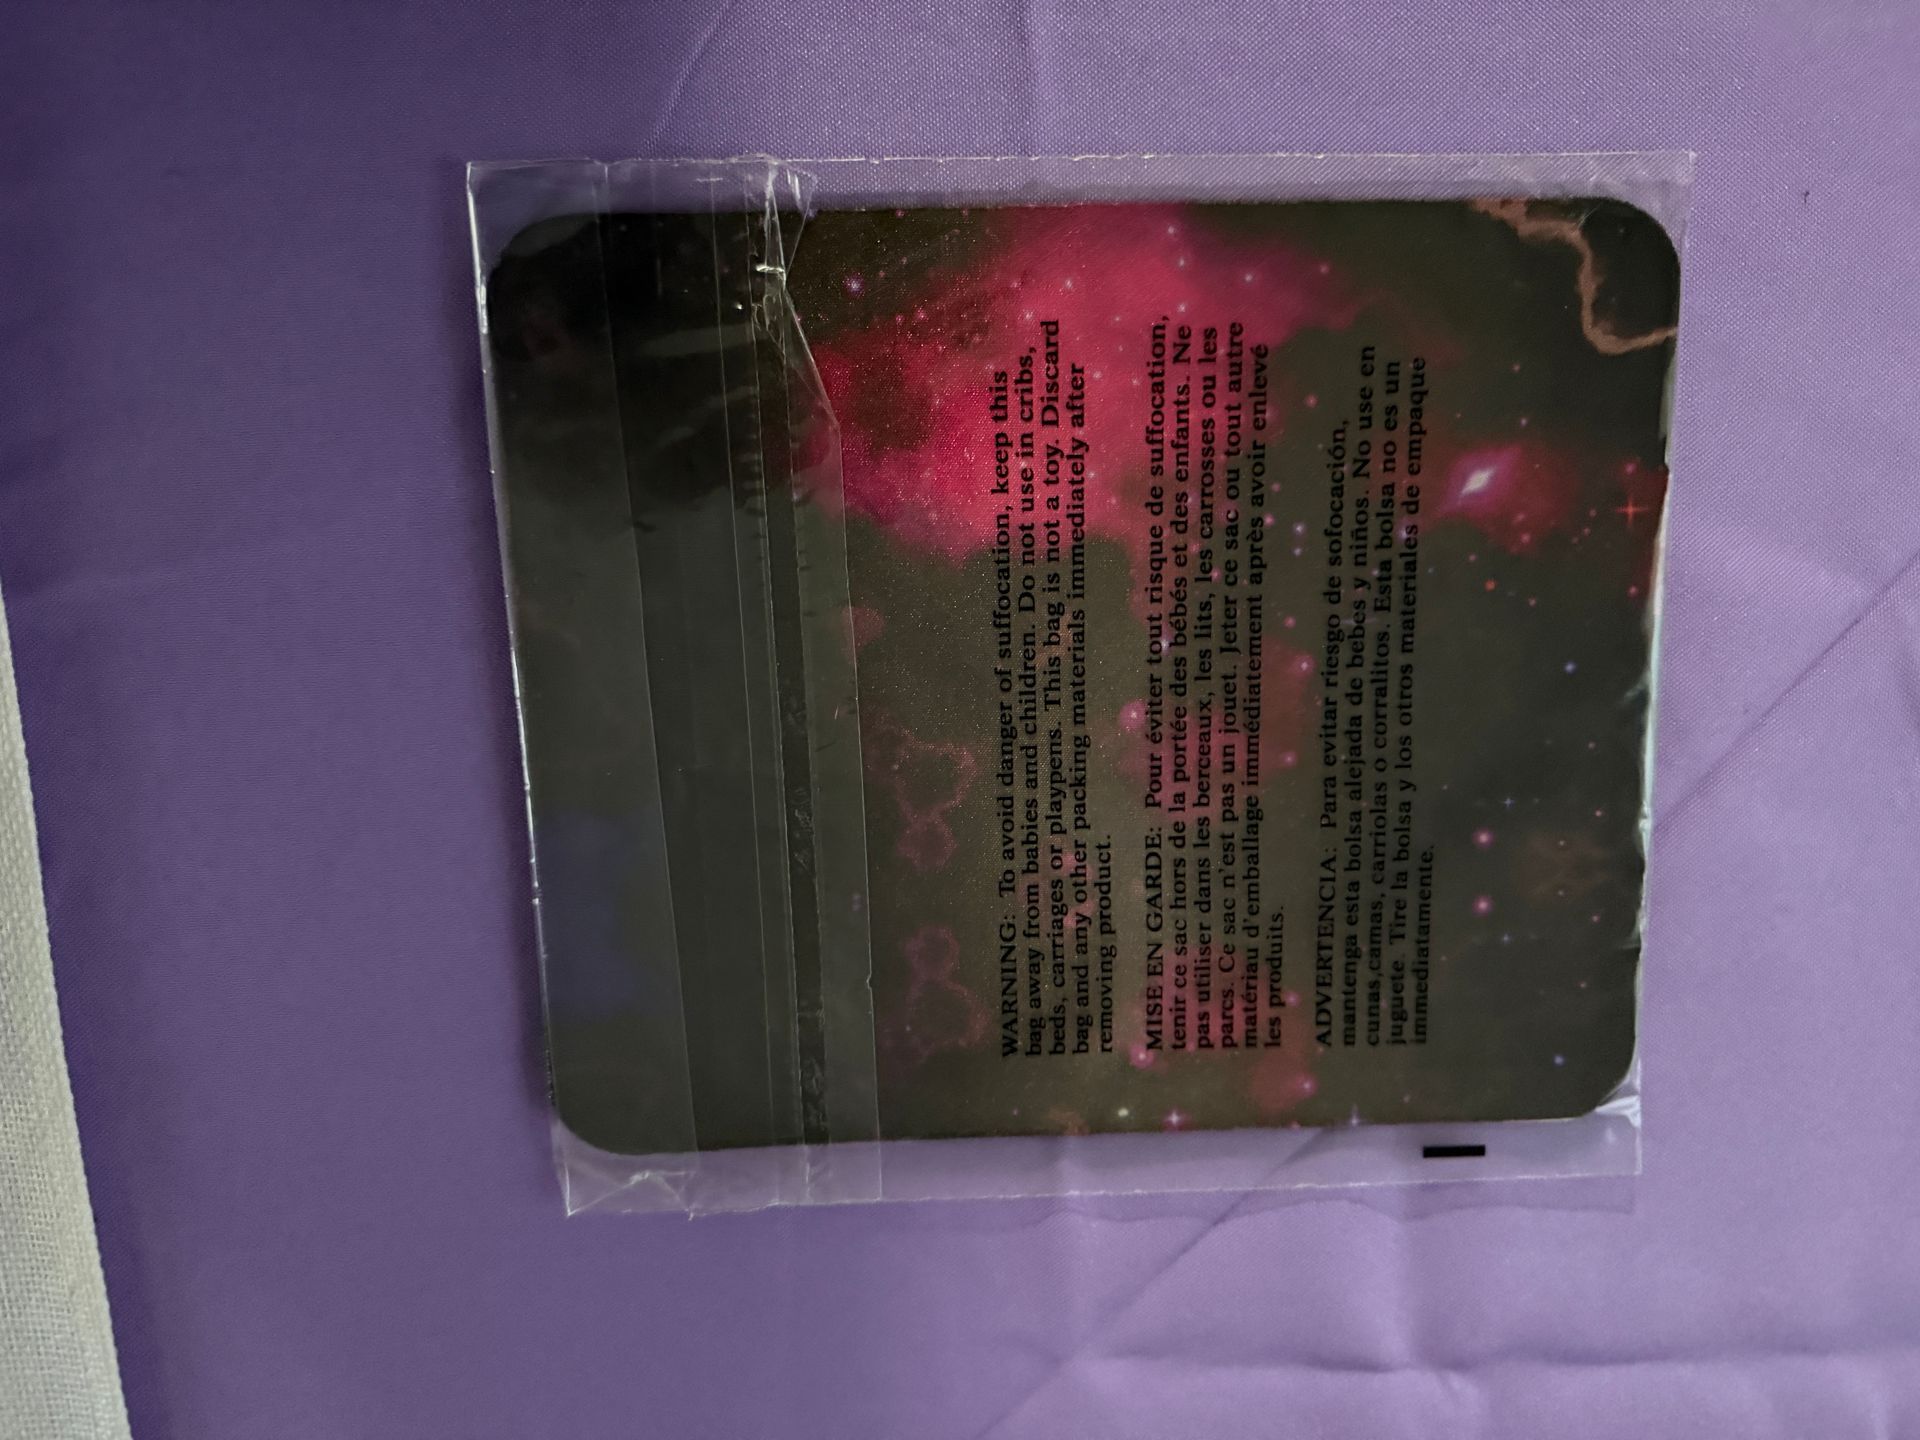 WARNING: To avoid danger of suffocation, keep this
bag away from babies and children. Do not use in cribs,
beds, carriages or playpens. This bag is not a toy. Discard
bag and any other packing materials immediately after
removing product.
MISE EN GARDE: Pour éviter tout risque de suffocation,
tenir ce sac hors de la portée des bébés et des enfants. Ne
pas utiliser dans les berceaux, les lits, les carrosses ou les
parcs. Ce sac n'est pas un jouet. Jeter ce sac ou tout autre
matériau d'emballage immédiatement après avoir enlevé
les produits.
ADVERTENCIA: Para evitar riesgo de sofocación,
mantenga esta bolsa alejada de bebes y niños. No use en
cunas,camas, carriolas o corralitos. Esta bolsa no es un
juguete. Tire la bolsa y los otros materiales de empaque
immediatamente.